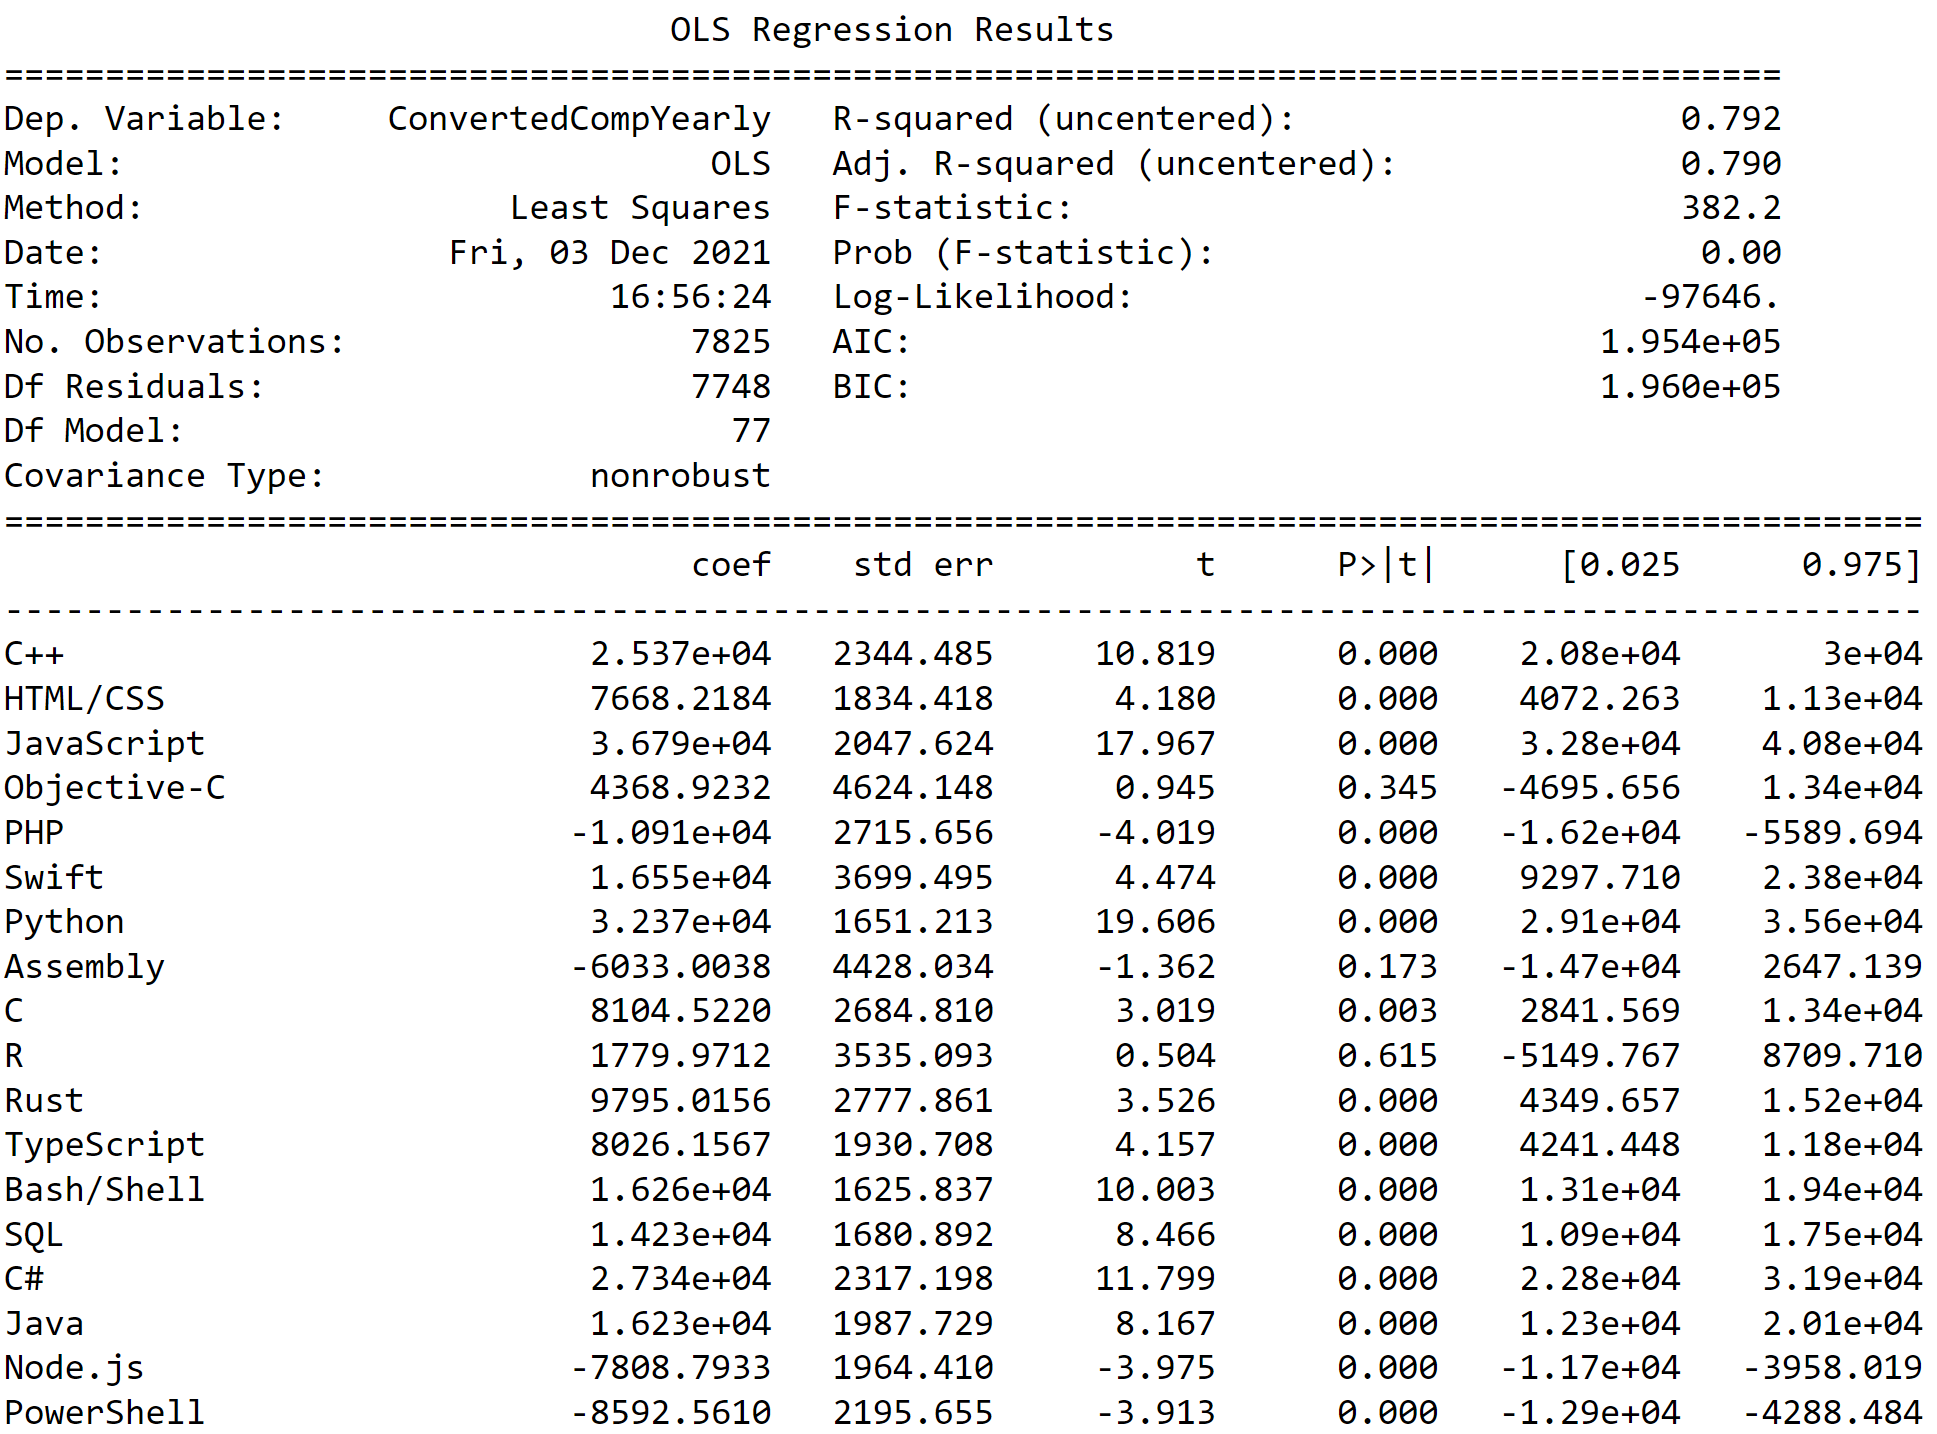 OLS Regression Results
========================================================================================
Dep. Variable: ConvertedCompYearly R-squared (uncentered): 0.792
Model: OLS Adj. R-squared (uncentered): 0.790
Method: Least Squares F-statistic: 382.2
Date: Fri, 03 Dec 2021 Prob (F-statistic): 0.00
Time: 16:56:24 Log-Likelihood: -97646.
No. Observations: 7825 AIC: 1.954e+05
Df Residuals: 7748 BIC: 1.960e+05
Df Model: 77
Covariance Type: nonrobust
===============================================================================================
coef std err t P>|t| [0.025 0.975]
-----------------------------------------------------------------------------------------------
C++ 2.537e+04 2344.485 10.819 0.000 2.08e+04 3e+04
HTML/CSS 7668.2184 1834.418 4.180 0.000 4072.263 1.13e+04
JavaScript 3.679e+04 2047.624 17.967 0.000 3.28e+04 4.08e+04
Objective-C 4368.9232 4624.148 0.945 0.345 -4695.656 1.34e+04
PHP -1.091e+04 2715.656 -4.019 0.000 -1.62e+04 -5589.694
Swift 1.655e+04 3699.495 4.474 0.000 9297.710 2.38e+04
Python 3.237e+04 1651.213 19.606 0.000 2.91e+04 3.56e+04
Assembly -6033.0038 4428.034 -1.362 0.173 -1.47e+04 2647.139
C 8104.5220 2684.810 3.019 0.003 2841.569 1.34e+04
R 1779.9712 3535.093 0.504 0.615 -5149.767 8709.710
Rust 9795.0156 2777.861 3.526 0.000 4349.657 1.52e+04
TypeScript 8026.1567 1930.708 4.157 0.000 4241.448 1.18e+04
Bash/Shell 1.626e+04 1625.837 10.003 0.000 1.31e+04 1.94e+04
SQL 1.423e+04 1680.892 8.466 0.000 1.09e+04 1.75e+04
C# 2.734e+04 2317.198 11.799 0.000 2.28e+04 3.19e+04
Java 1.623e+04 1987.729 8.167 0.000 1.23e+04 2.01e+04
Node.js -7808.7933 1964.410 -3.975 0.000 -1.17e+04 -3958.019
PowerShell -8592.5610 2195.655 -3.913 0.000 -1.29e+04 -4288.484